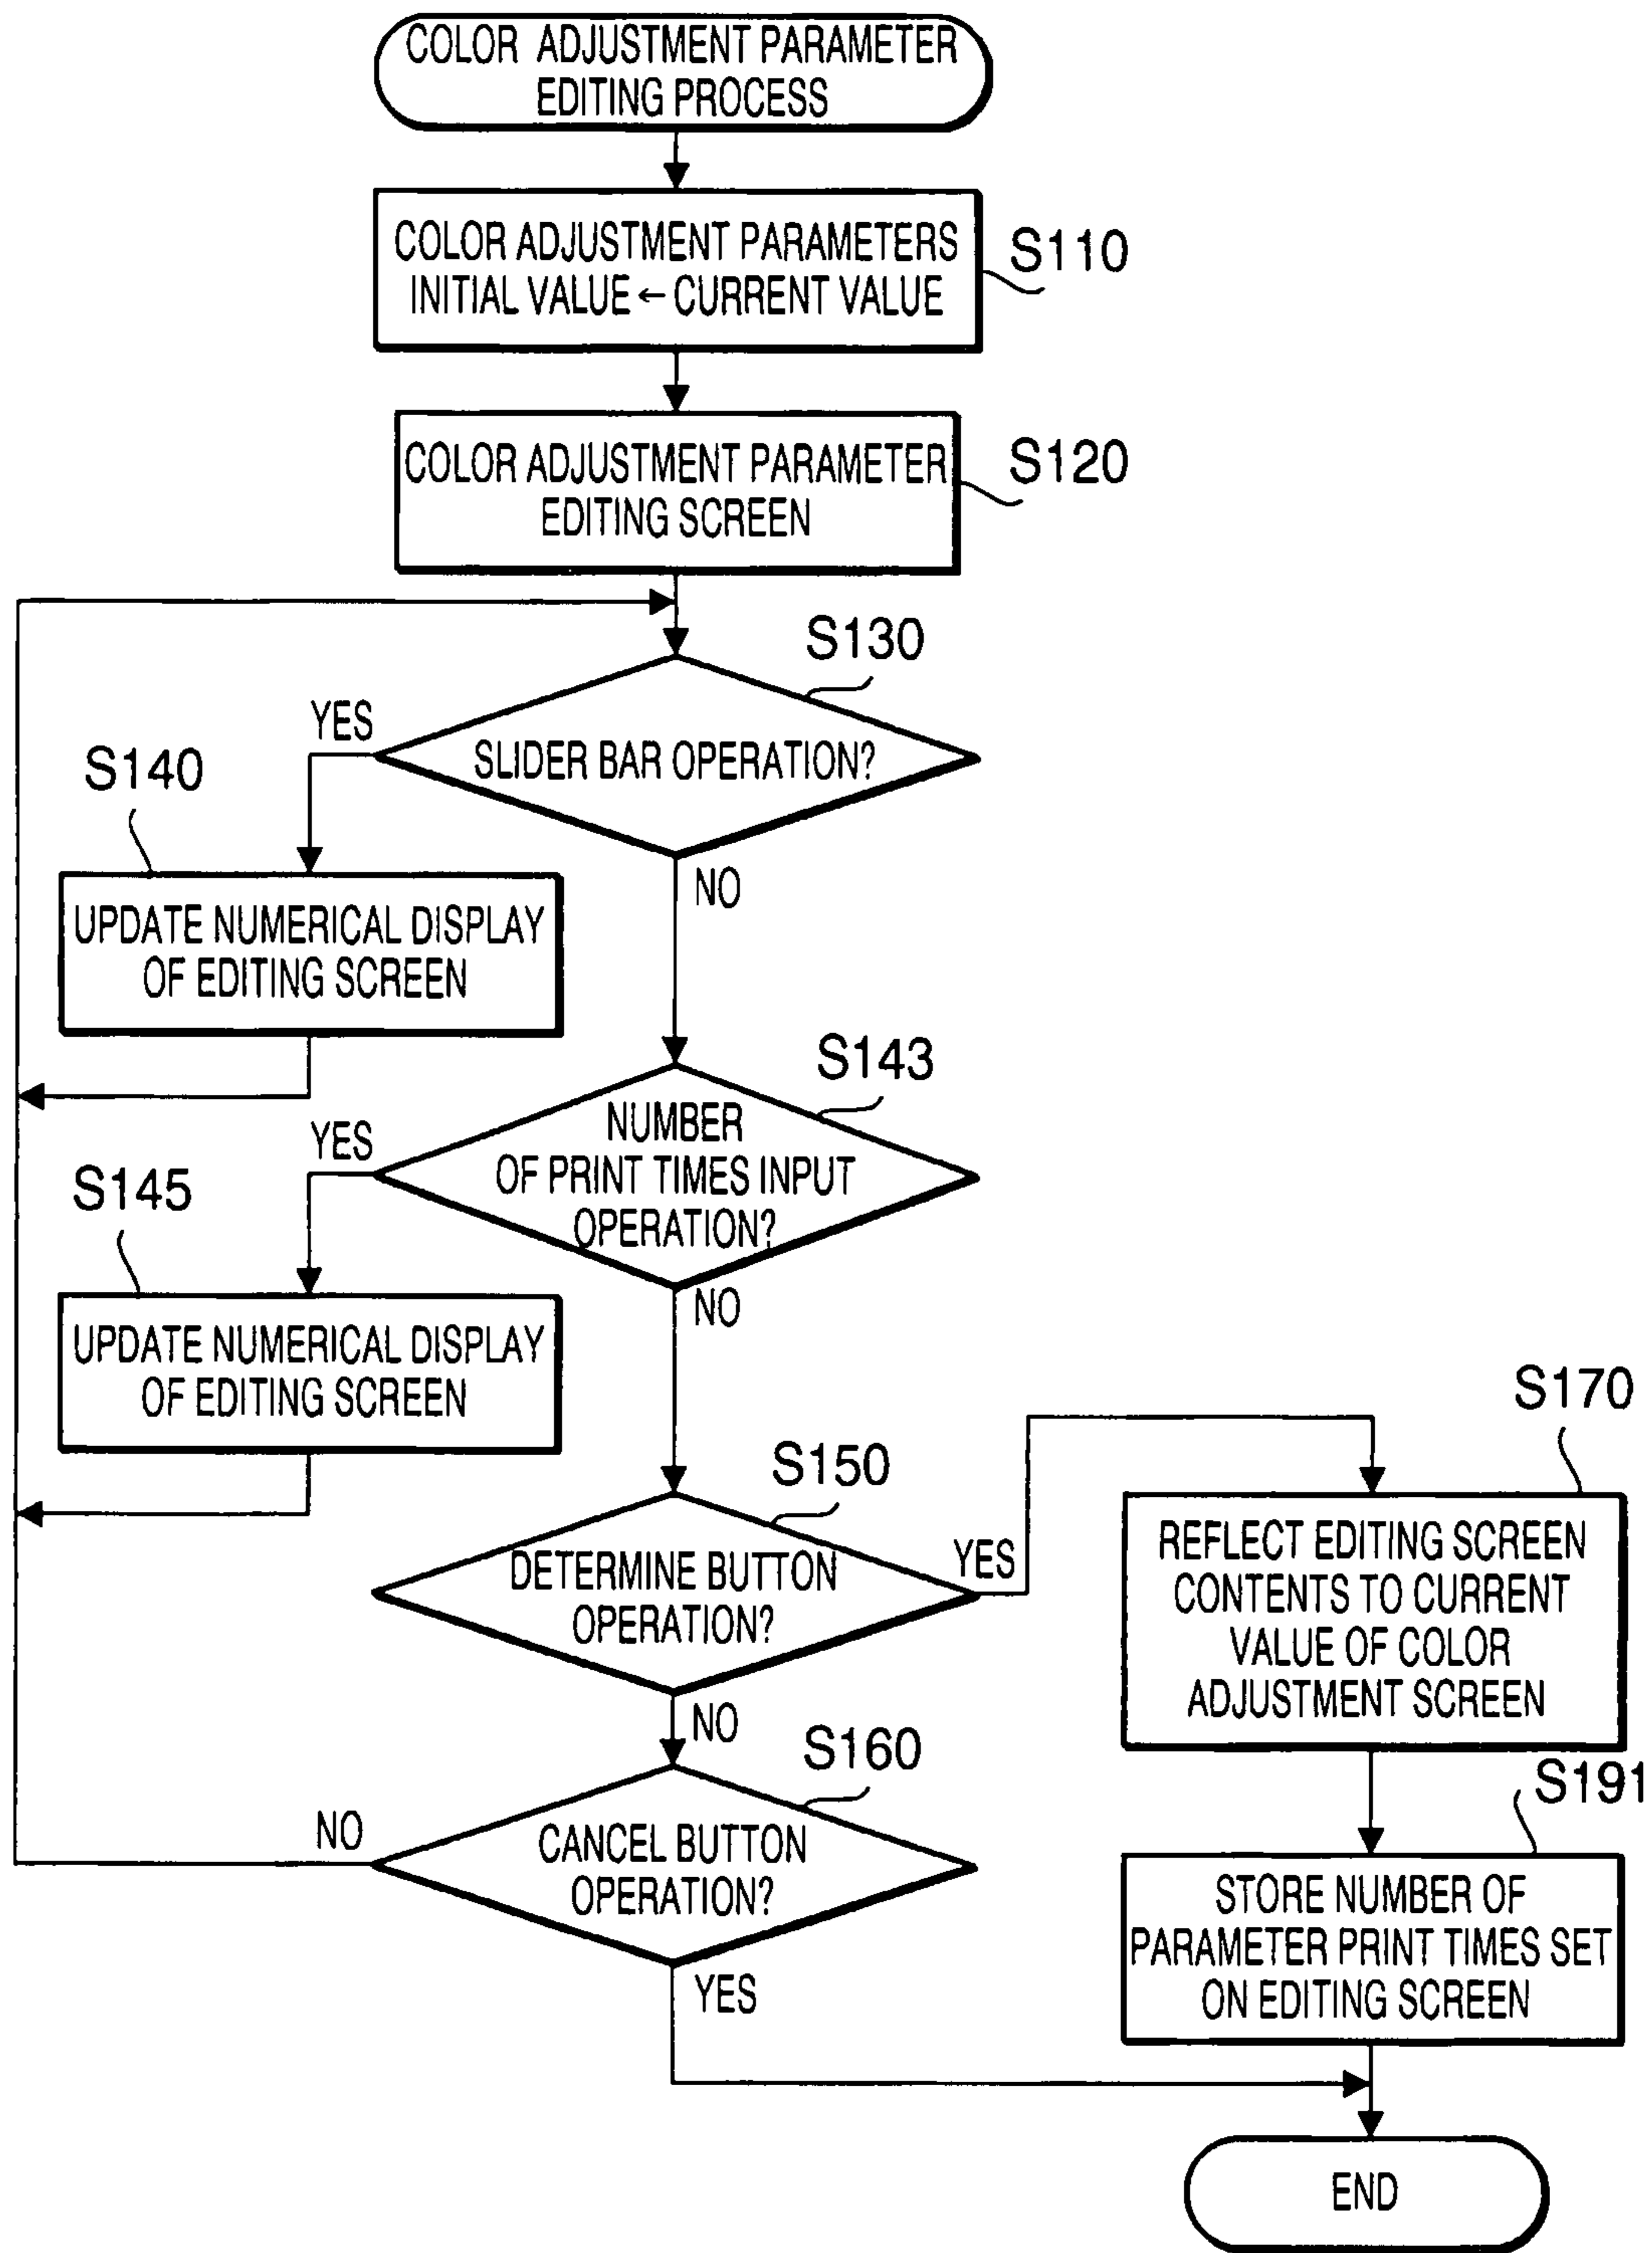 COLOR ADJUSTMENT PARAMETER
EDITING PROCESS
COLOR ADJUSTMENT PARAMETERS
INITIAL VALUE ← CURRENT VALUE
S110
COLOR ADJUSTMENT PARAMETER
EDITING SCREEN
S120
S130
SLIDER BAR OPERATION?
YES
NO
S140
UPDATE NUMERICAL DISPLAY
OF EDITING SCREEN
S143
NUMBER
OF PRINT TIMES INPUT
OPERATION?
YES
NO
S145
UPDATE NUMERICAL DISPLAY
OF EDITING SCREEN
S150
DETERMINE BUTTON
OPERATION?
YES
NO
S160
CANCEL BUTTON
OPERATION?
NO
YES
S170
REFLECT EDITING SCREEN
CONTENTS TO CURRENT
VALUE OF COLOR
ADJUSTMENT SCREEN
S191
STORE NUMBER OF
PARAMETER PRINT TIMES SET
ON EDITING SCREEN
END